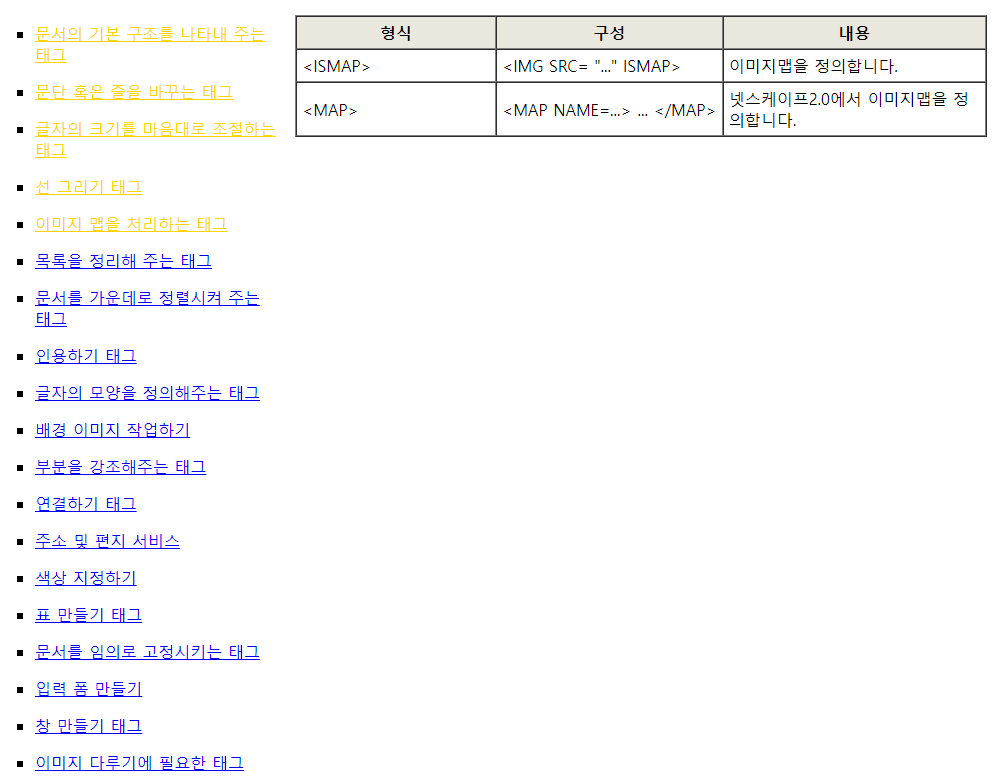 문서의 기본 구조를 나타내 주는
태그
문단 혹은 줄을 바꾸는 태그
글자의 크기를 마음대로 조절하는
태그
선 그리기 태그
이미지 맵을 처리하는 태그
목록을 정리해 주는 태그
문서를 가운데로 정렬시켜 주는
태그
인용하기 태그
글자의 모양을 정의해주는 태그
배경 이미지 작업하기
부분을 강조해주는 태그
연결하기 태그
주소 및 편지 서비스
색상 지정하기
표 만들기 태그
문서를 임의로 고정시키는 태그
입력 폼 만들기
창 만들기 태그
이미지 다루기에 필요한 태그
형식 구성 내용
<ISMAP> <IMG SRC= "..." ISMAP> 이미지맵을 정의합니다.
<MAP> <MAP NAME=...> ... </MAP> 넷스케이프2.0에서 이미지맵을 정
의합니다.